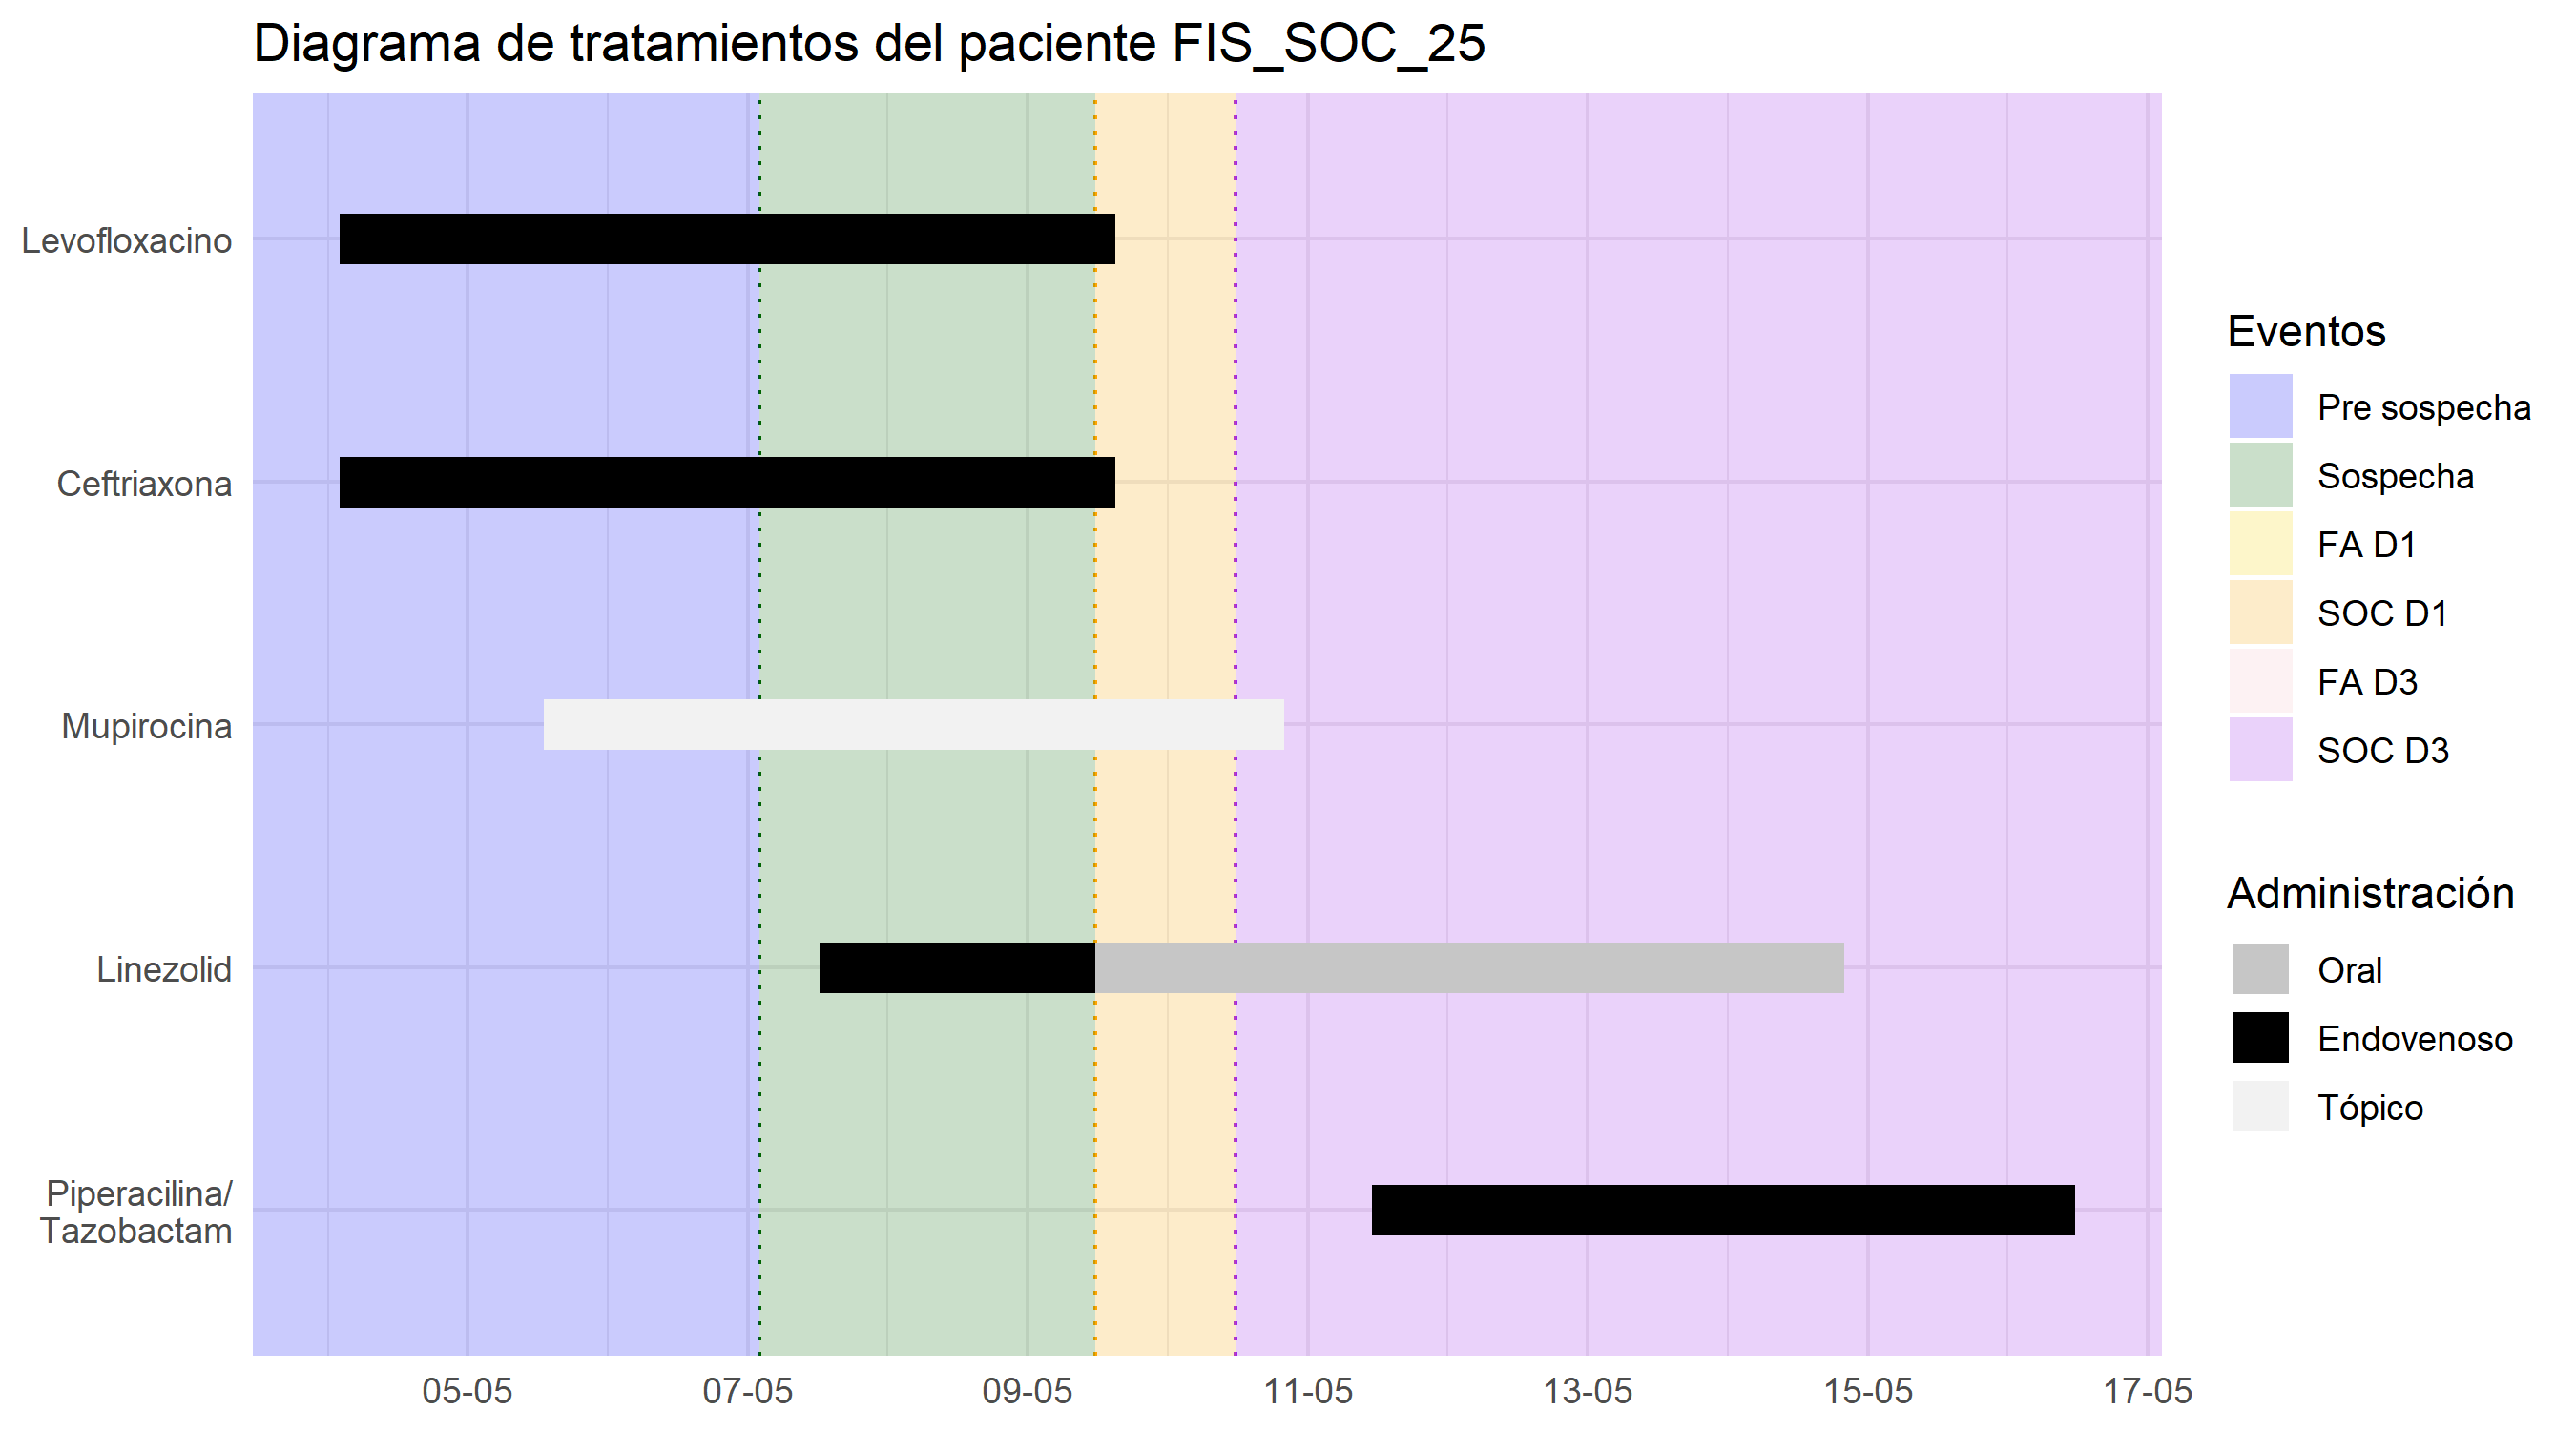 Diagrama de tratamientos del paciente FIS_SOC_25
Levofloxacino
Ceftriaxona
Mupirocina
Linezolid
Piperacilina/
Tazobactam
05-05
07-05
09-05
11-05
13-05
15-05
17-05
Eventos
Pre sospecha
Sospecha
FA D1
SOC D1
FA D3
SOC D3
Administración
Oral
Endovenoso
Tópico